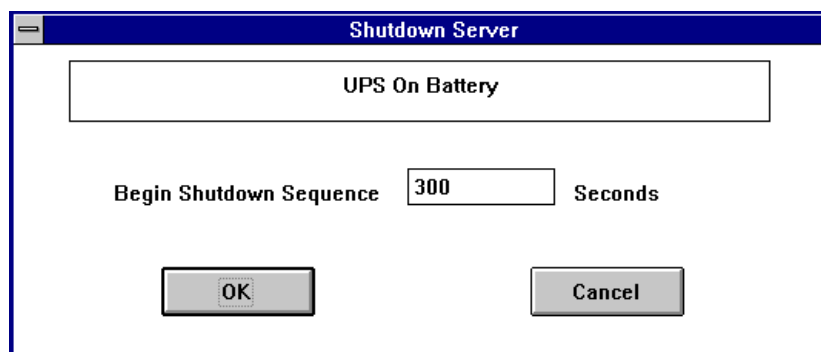 Shutdown Server
UPS On Battery
Begin Shutdown Sequence 300 Seconds
OK Cancel